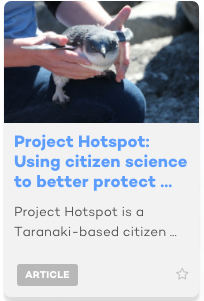 Project Hotspot:
Using citizen science
to better protect ...
Project Hotspot is a
Taranaki-based citizen ...
ARTICLE